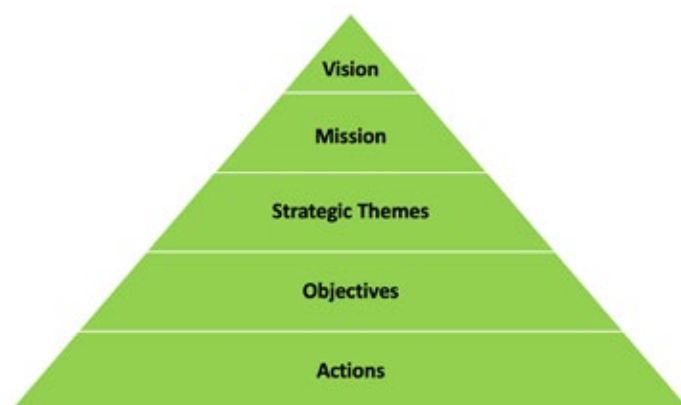 Vision
Mission
Strategic Themes
Objectives
Actions